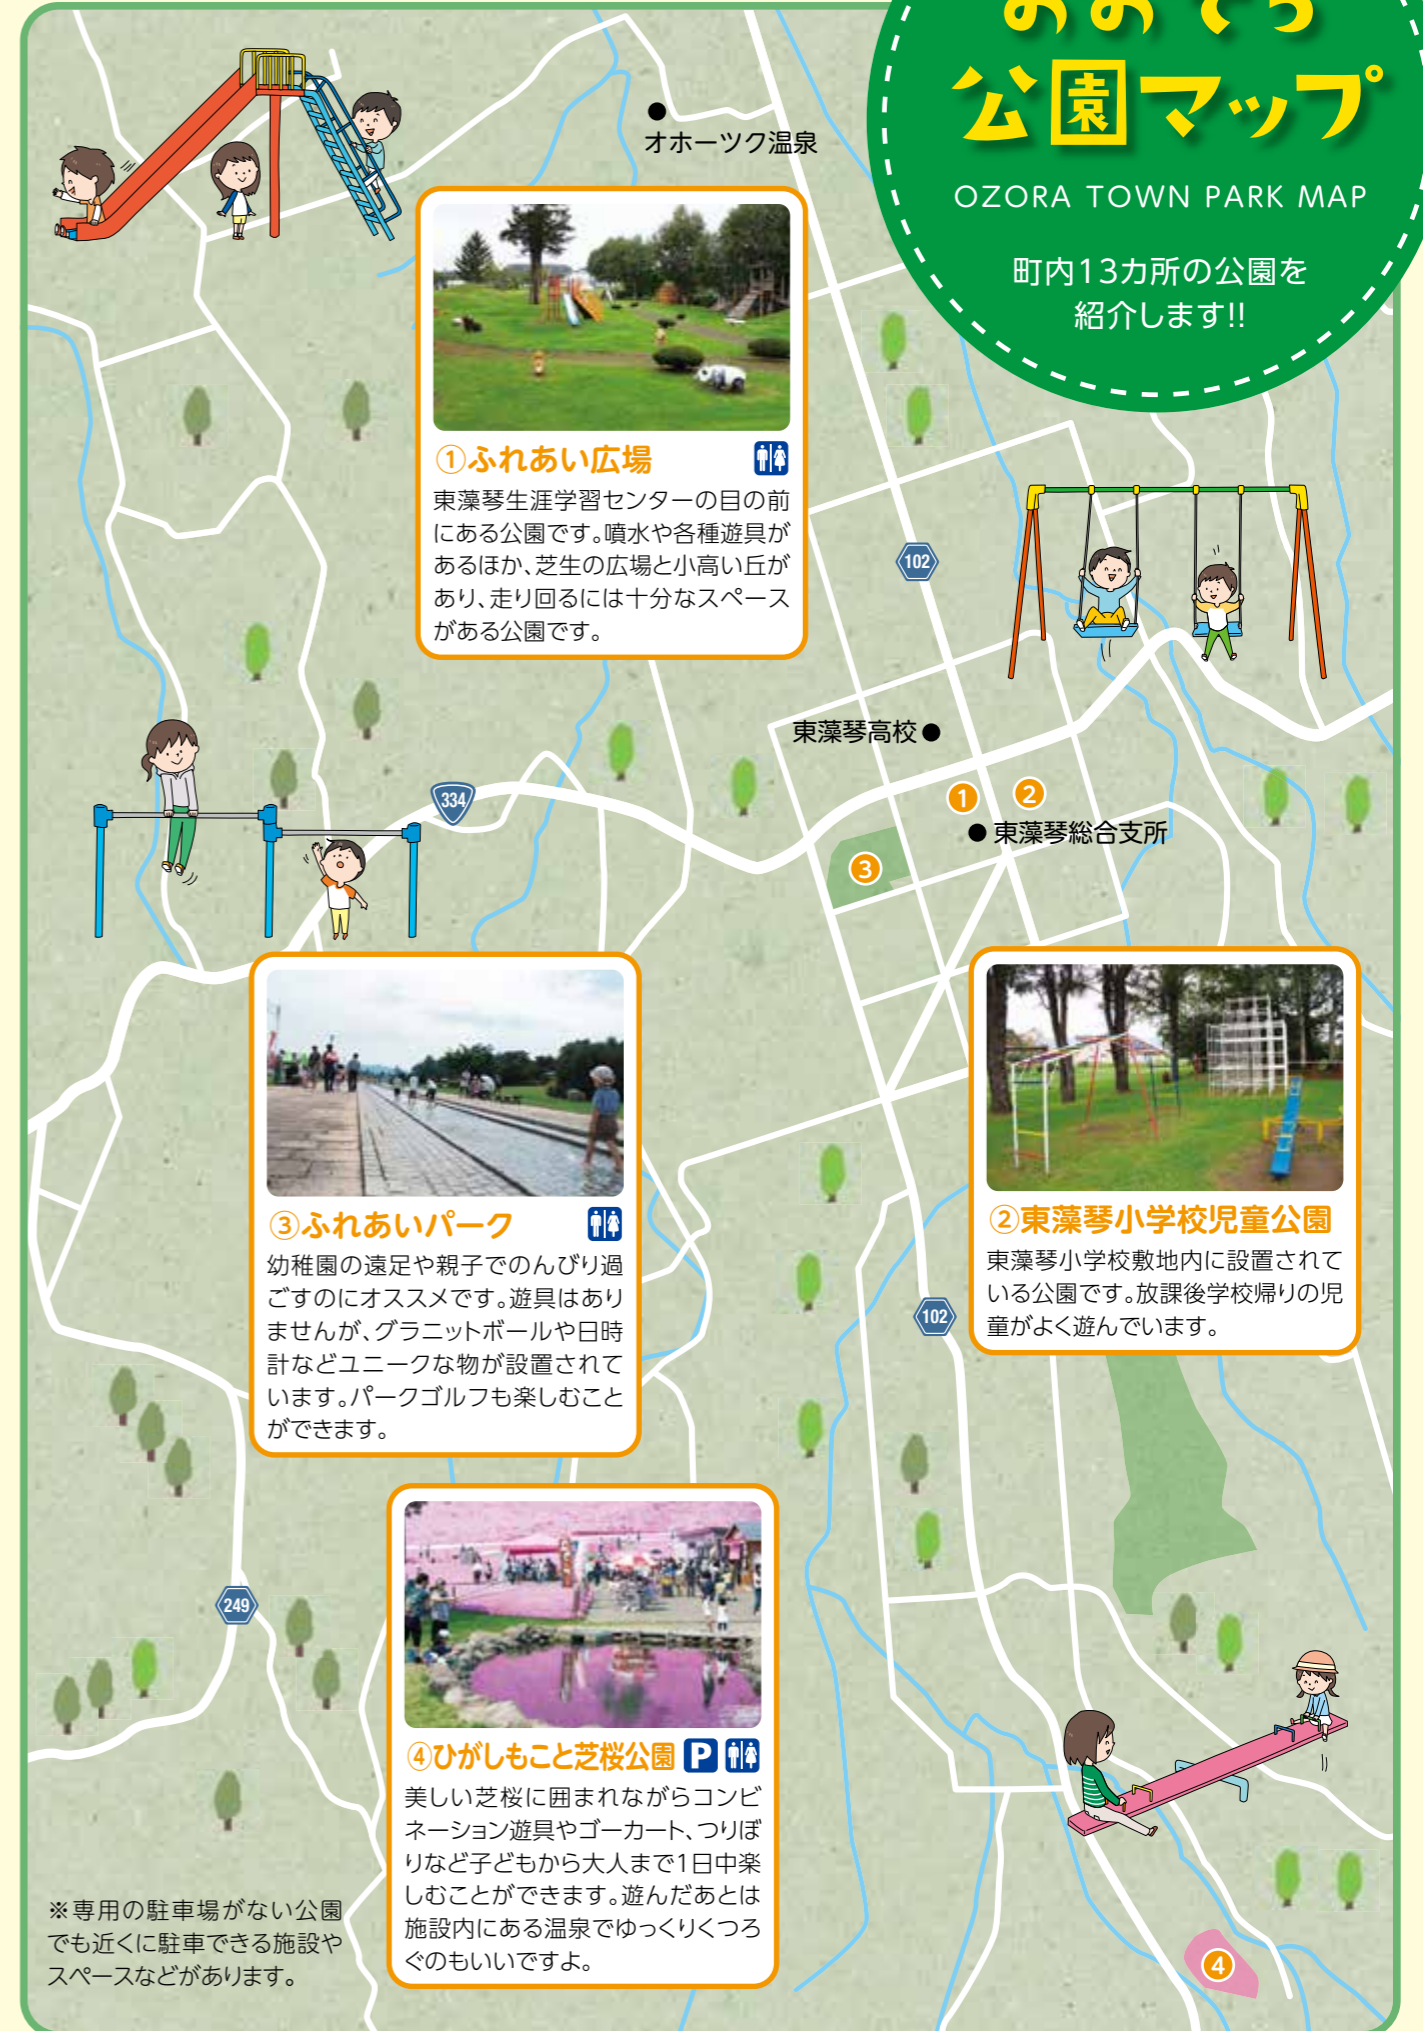 おおぞら
公園マップ
OZORA TOWN PARK MAP
町内13カ所の公園を
紹介します!!
オホーツク温泉
①ふれあい広場
東藻琴生涯学習センターの目の前
にある公園です。噴水や各種遊具が
あるほか、芝生の広場と小高い丘が
あり、走り回るには十分なスペース
がある公園です。
102
東藻琴高校
334
1
2
東藻琴総合支所
3
③ふれあいパーク
幼稚園の遠足や親子でのんびり過
ごすのにオススメです。遊具はあり
ませんが、グラニットボールや日時
計などユニークな物が設置されて
います。パークゴルフも楽しむこと
ができます。
②東藻琴小学校児童公園
東藻琴小学校敷地内に設置されて
いる公園です。放課後学校帰りの児
童がよく遊んでいます。
102
249
④ひがしもこと芝桜公園 P
美しい芝桜に囲まれながらコンビ
ネーション遊具やゴーカート、つりぼ
りなど子どもから大人まで1日中楽
しむことができます。遊んだあとは
施設内にある温泉でゆっくりくつろ
ぐのもいいですよ。
※専用の駐車場がない公園
でも近くに駐車できる施設や
スペースなどがあります。
4